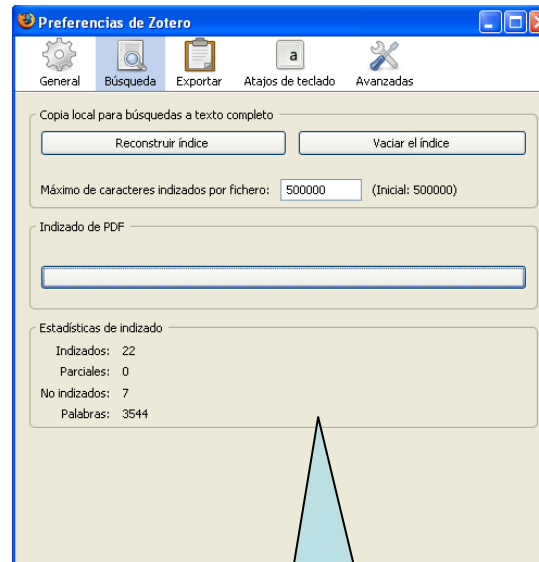 Preferencias de Zotero
General Búsqueda Exportar Atajos de teclado Avanzadas
Copia local para búsquedas a texto completo
Reconstruir índice Vaciar el índice
Máximo de caracteres indizados por fichero: 500000 (Inicial: 500000)
Indizado de PDF
Estadísticas de indizado
Indizados: 22
Parciales: 0
No indizados: 7
Palabras: 3544